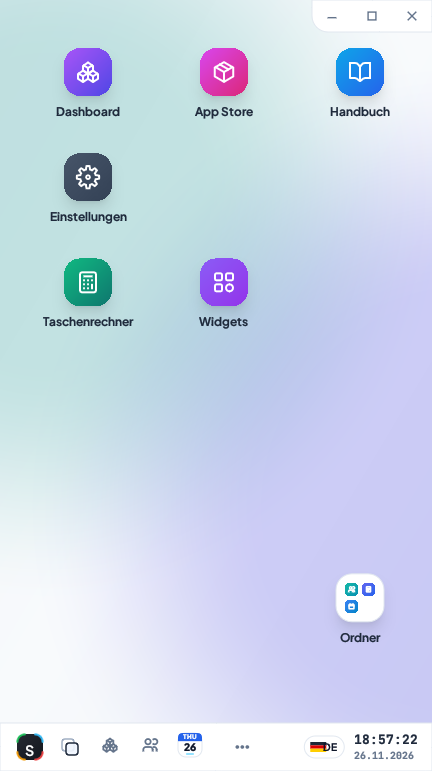 Dashboard
App Store
Handbuch
Einstellungen
Taschenrechner
Widgets
Ordner
S
THU
26
DE
18:57:22
26.11.2026